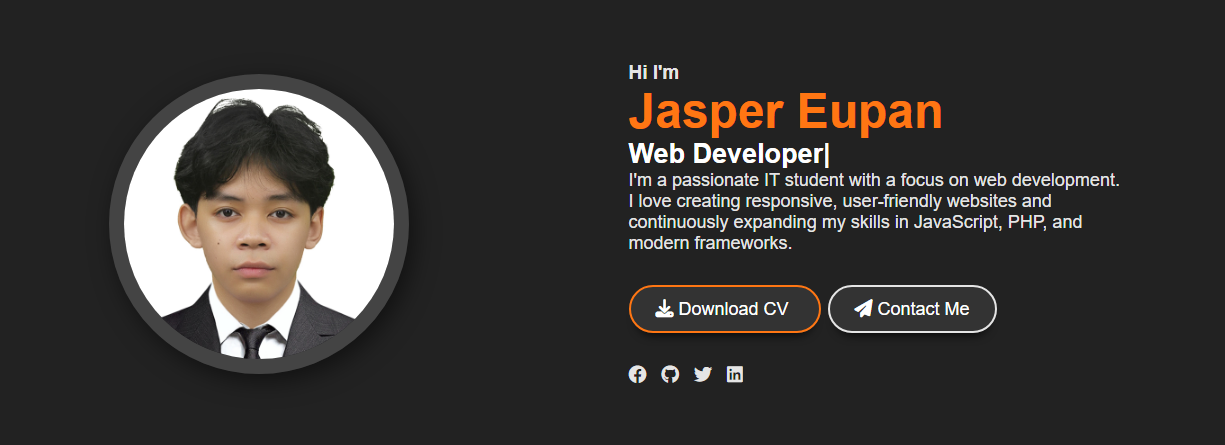 Hi I'm
Jasper Eupan
Web Developer|
I'm a passionate IT student with a focus on web development.
I love creating responsive, user-friendly websites and
continuously expanding my skills in JavaScript, PHP, and
modern frameworks.
Download CV
Contact Me